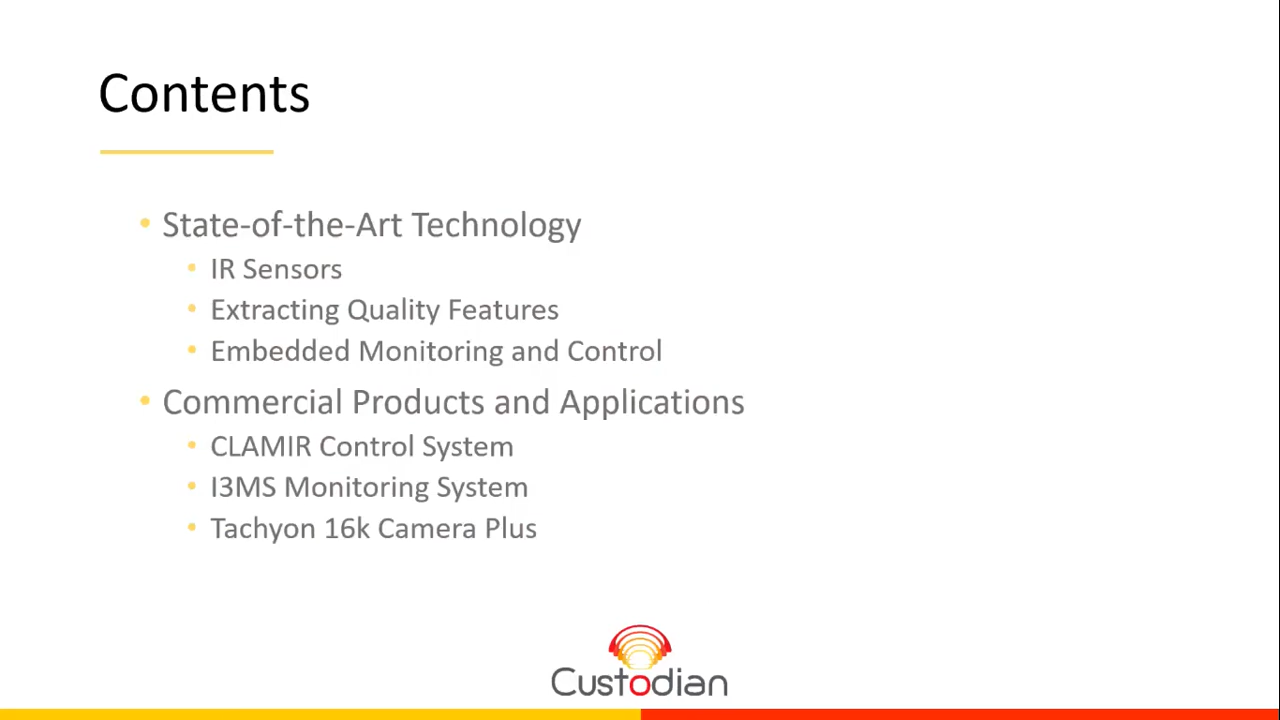 Contents
• State-of-the-Art Technology
• IR Sensors
• Extracting Quality Features
• Embedded Monitoring and Control
• Commercial Products and Applications
• CLAMIR Control System
• I3MS Monitoring System
• Tachyon 16k Camera Plus
Custodian